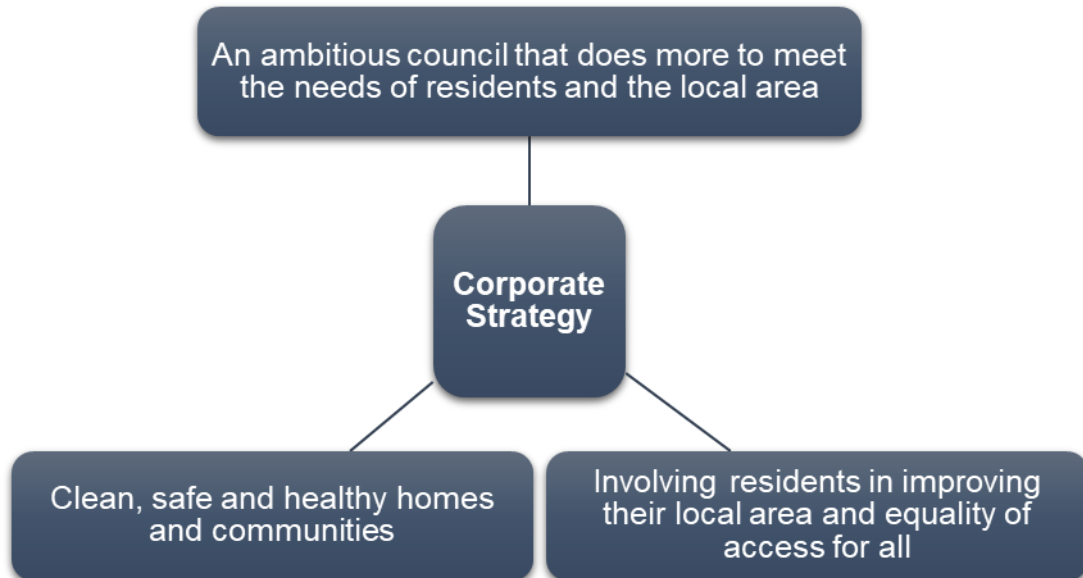 An ambitious council that does more to meet
the needs of residents and the local area
Corporate
Strategy
Clean, safe and healthy homes
and communities
Involving residents in improving
their local area and equality of
access for all